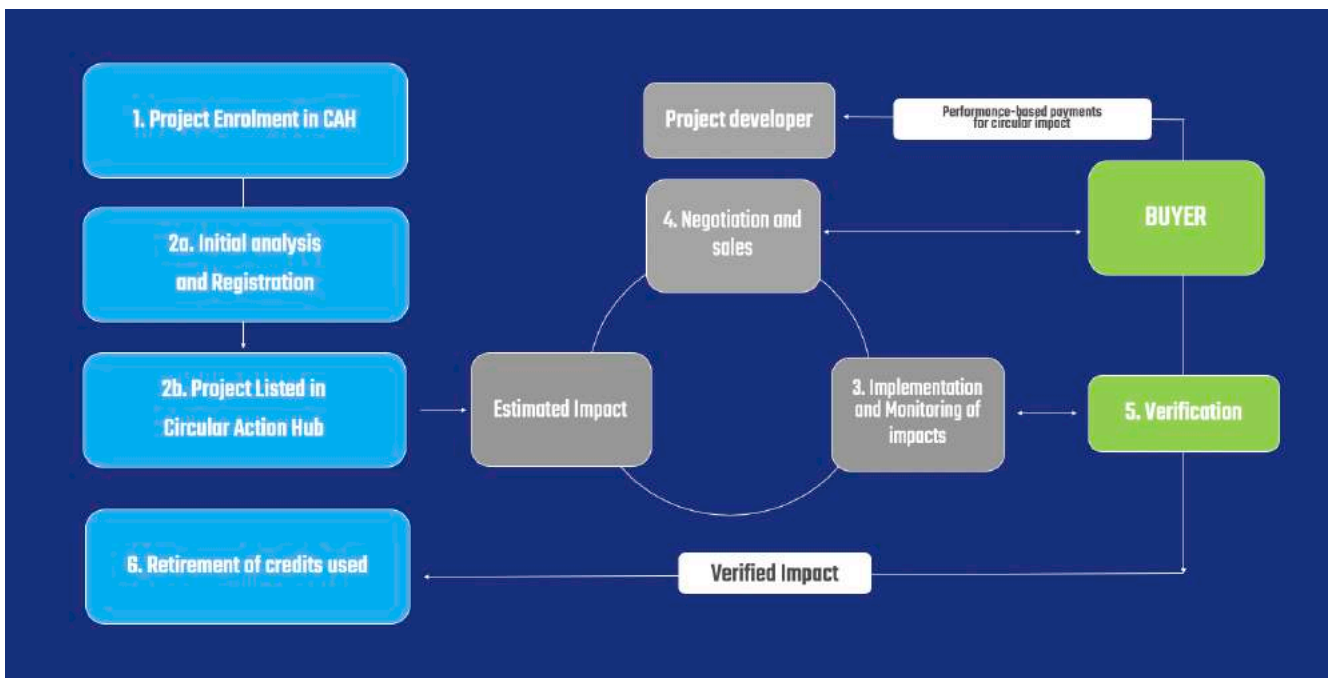 1. Project Enrolment in CAH
2a. Initial analysis
and Registration
2b. Project Listed in
Circular Action Hub
6. Retirement of credits used
Estimated Impact
Project developer
4. Negotiation and
sales
3. Implementation
and Monitoring of
impacts
Performance-based payments
for circular impact
BUYER
5. Verification
Verified Impact